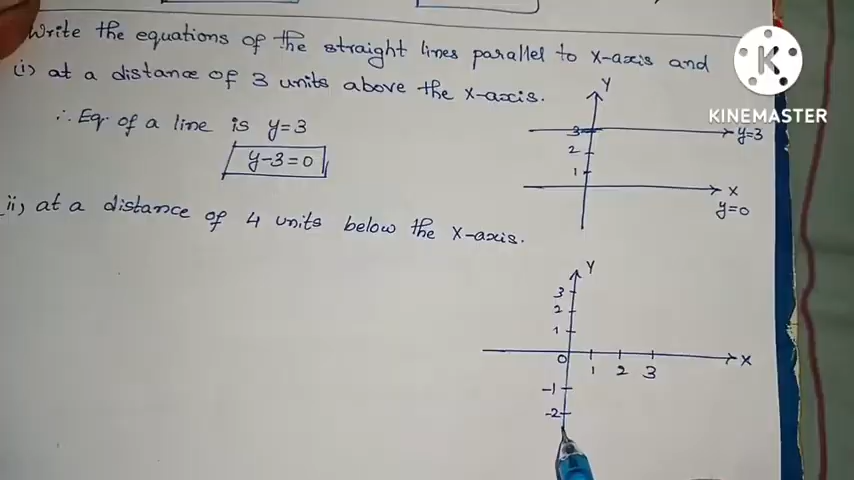 Write the equations of the straight lines parallel to x-axis and
(i) at a distance of 3 units above the x-axis.
∴ Eq. of a line is y=3
y-3=0
ii) at a distance of 4 units below the x-axis.
Y
3
2
1
y=3
X
y=0
Y
3
2
1
0
1 2 3
X
-1
-2
K
KINEMASTER